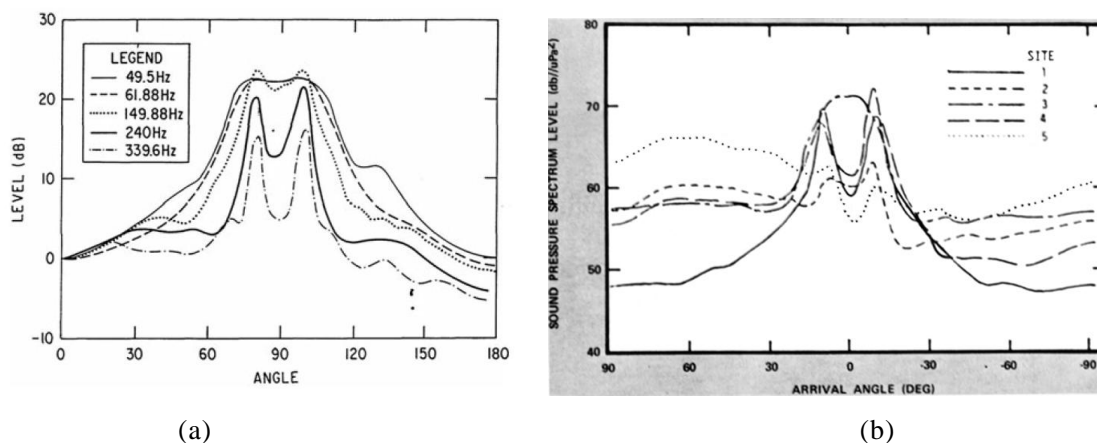 30
20
10
0
-10
LEVEL (dB)
LEGEND
49.5Hz
61.88Hz
149.88Hz
240Hz
339.6Hz
0 30 60 90 120 150 180
ANGLE
(a)
80
70
60
50
40
SOUND PRESSURE SPECTRUM LEVEL (db//uPa^2)
SITE
1
2
3
4
5
90 60 30 0 -30 -60 -90
ARRIVAL ANGLE (DEG)
(b)